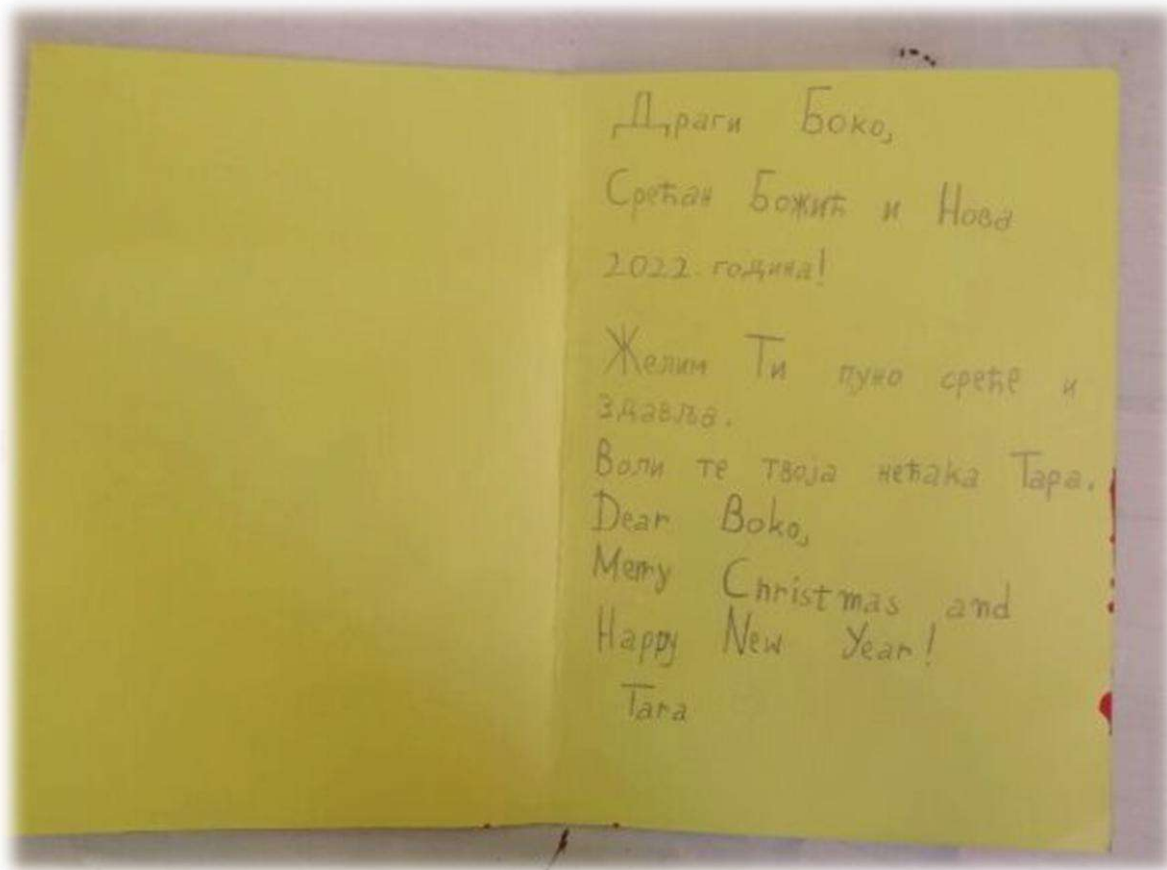 Драги Боко,
Срећан Божић и Нова
2022. година!
Желим Ти пуно среће и
здавља.
Воли те твоја нећака Тара.
Dear Boko,
Merry Christmas and
Happy New Year!
Tara